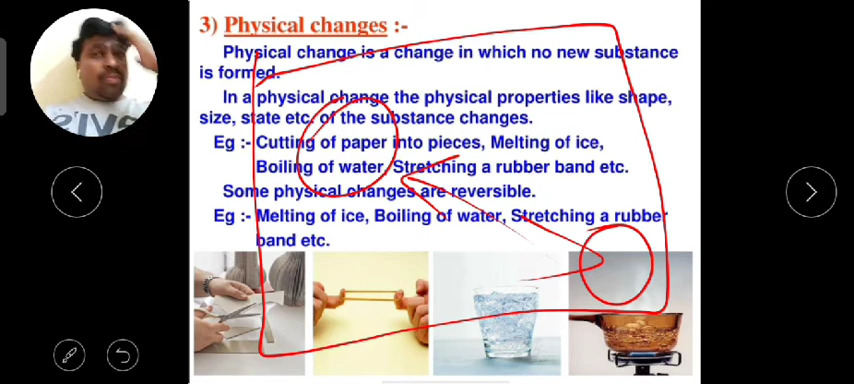 3) Physical changes :-
Physical change is a change in which no new substance
is formed.
In a physical change the physical properties like shape,
size, state etc. of the substance changes.
Eg :- Cutting of paper into pieces, Melting of ice,
Boiling of water, Stretching a rubber band etc.
Some physical changes are reversible.
Eg :- Melting of ice, Boiling of water, Stretching a rubber
band etc.